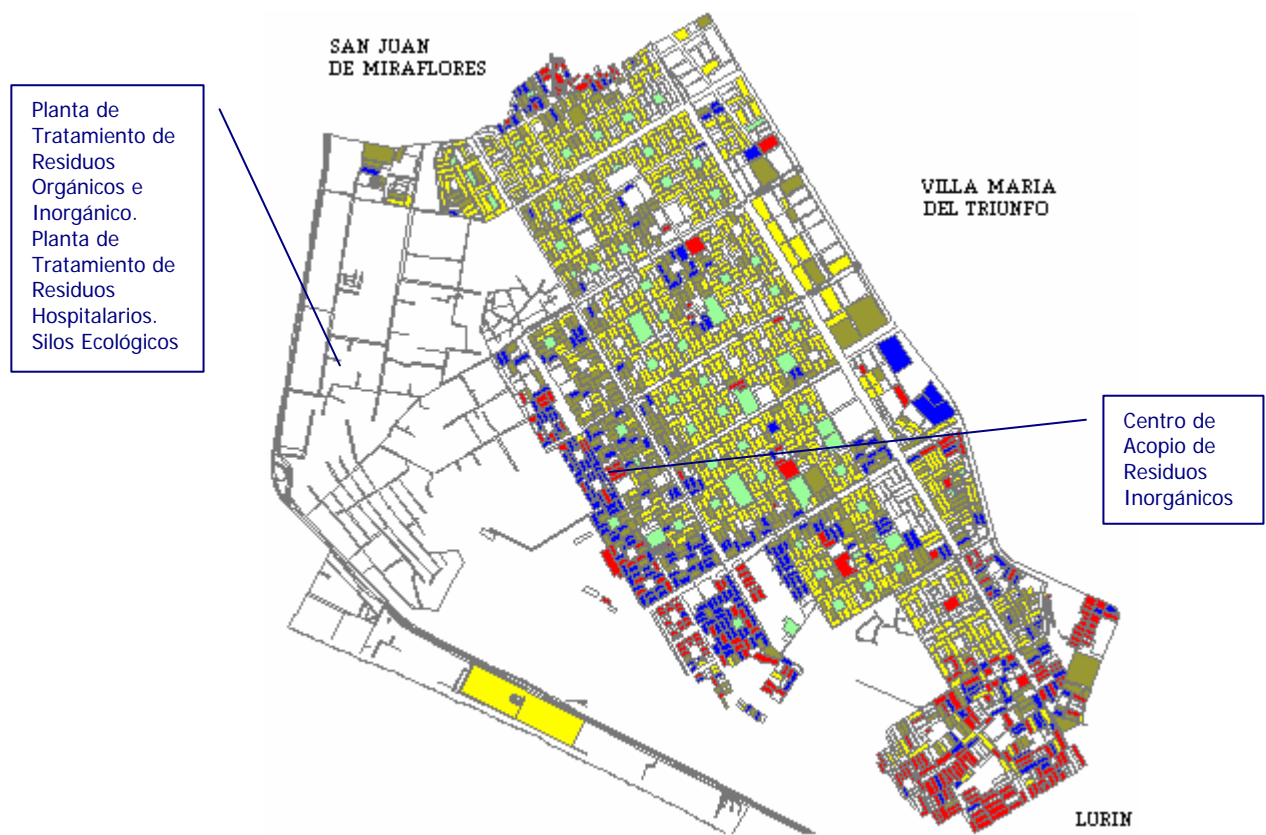 SAN JUAN
DE MIRAFLORES
Planta de
Tratamiento de
Residuos
Orgánicos e
Inorgánico.
Planta de
Tratamiento de
Residuos
Hospitalarios.
Silos Ecológicos
VILLA MARIA
DEL TRIUNFO
Centro de
Acopio de
Residuos
Inorgánicos
LURIN